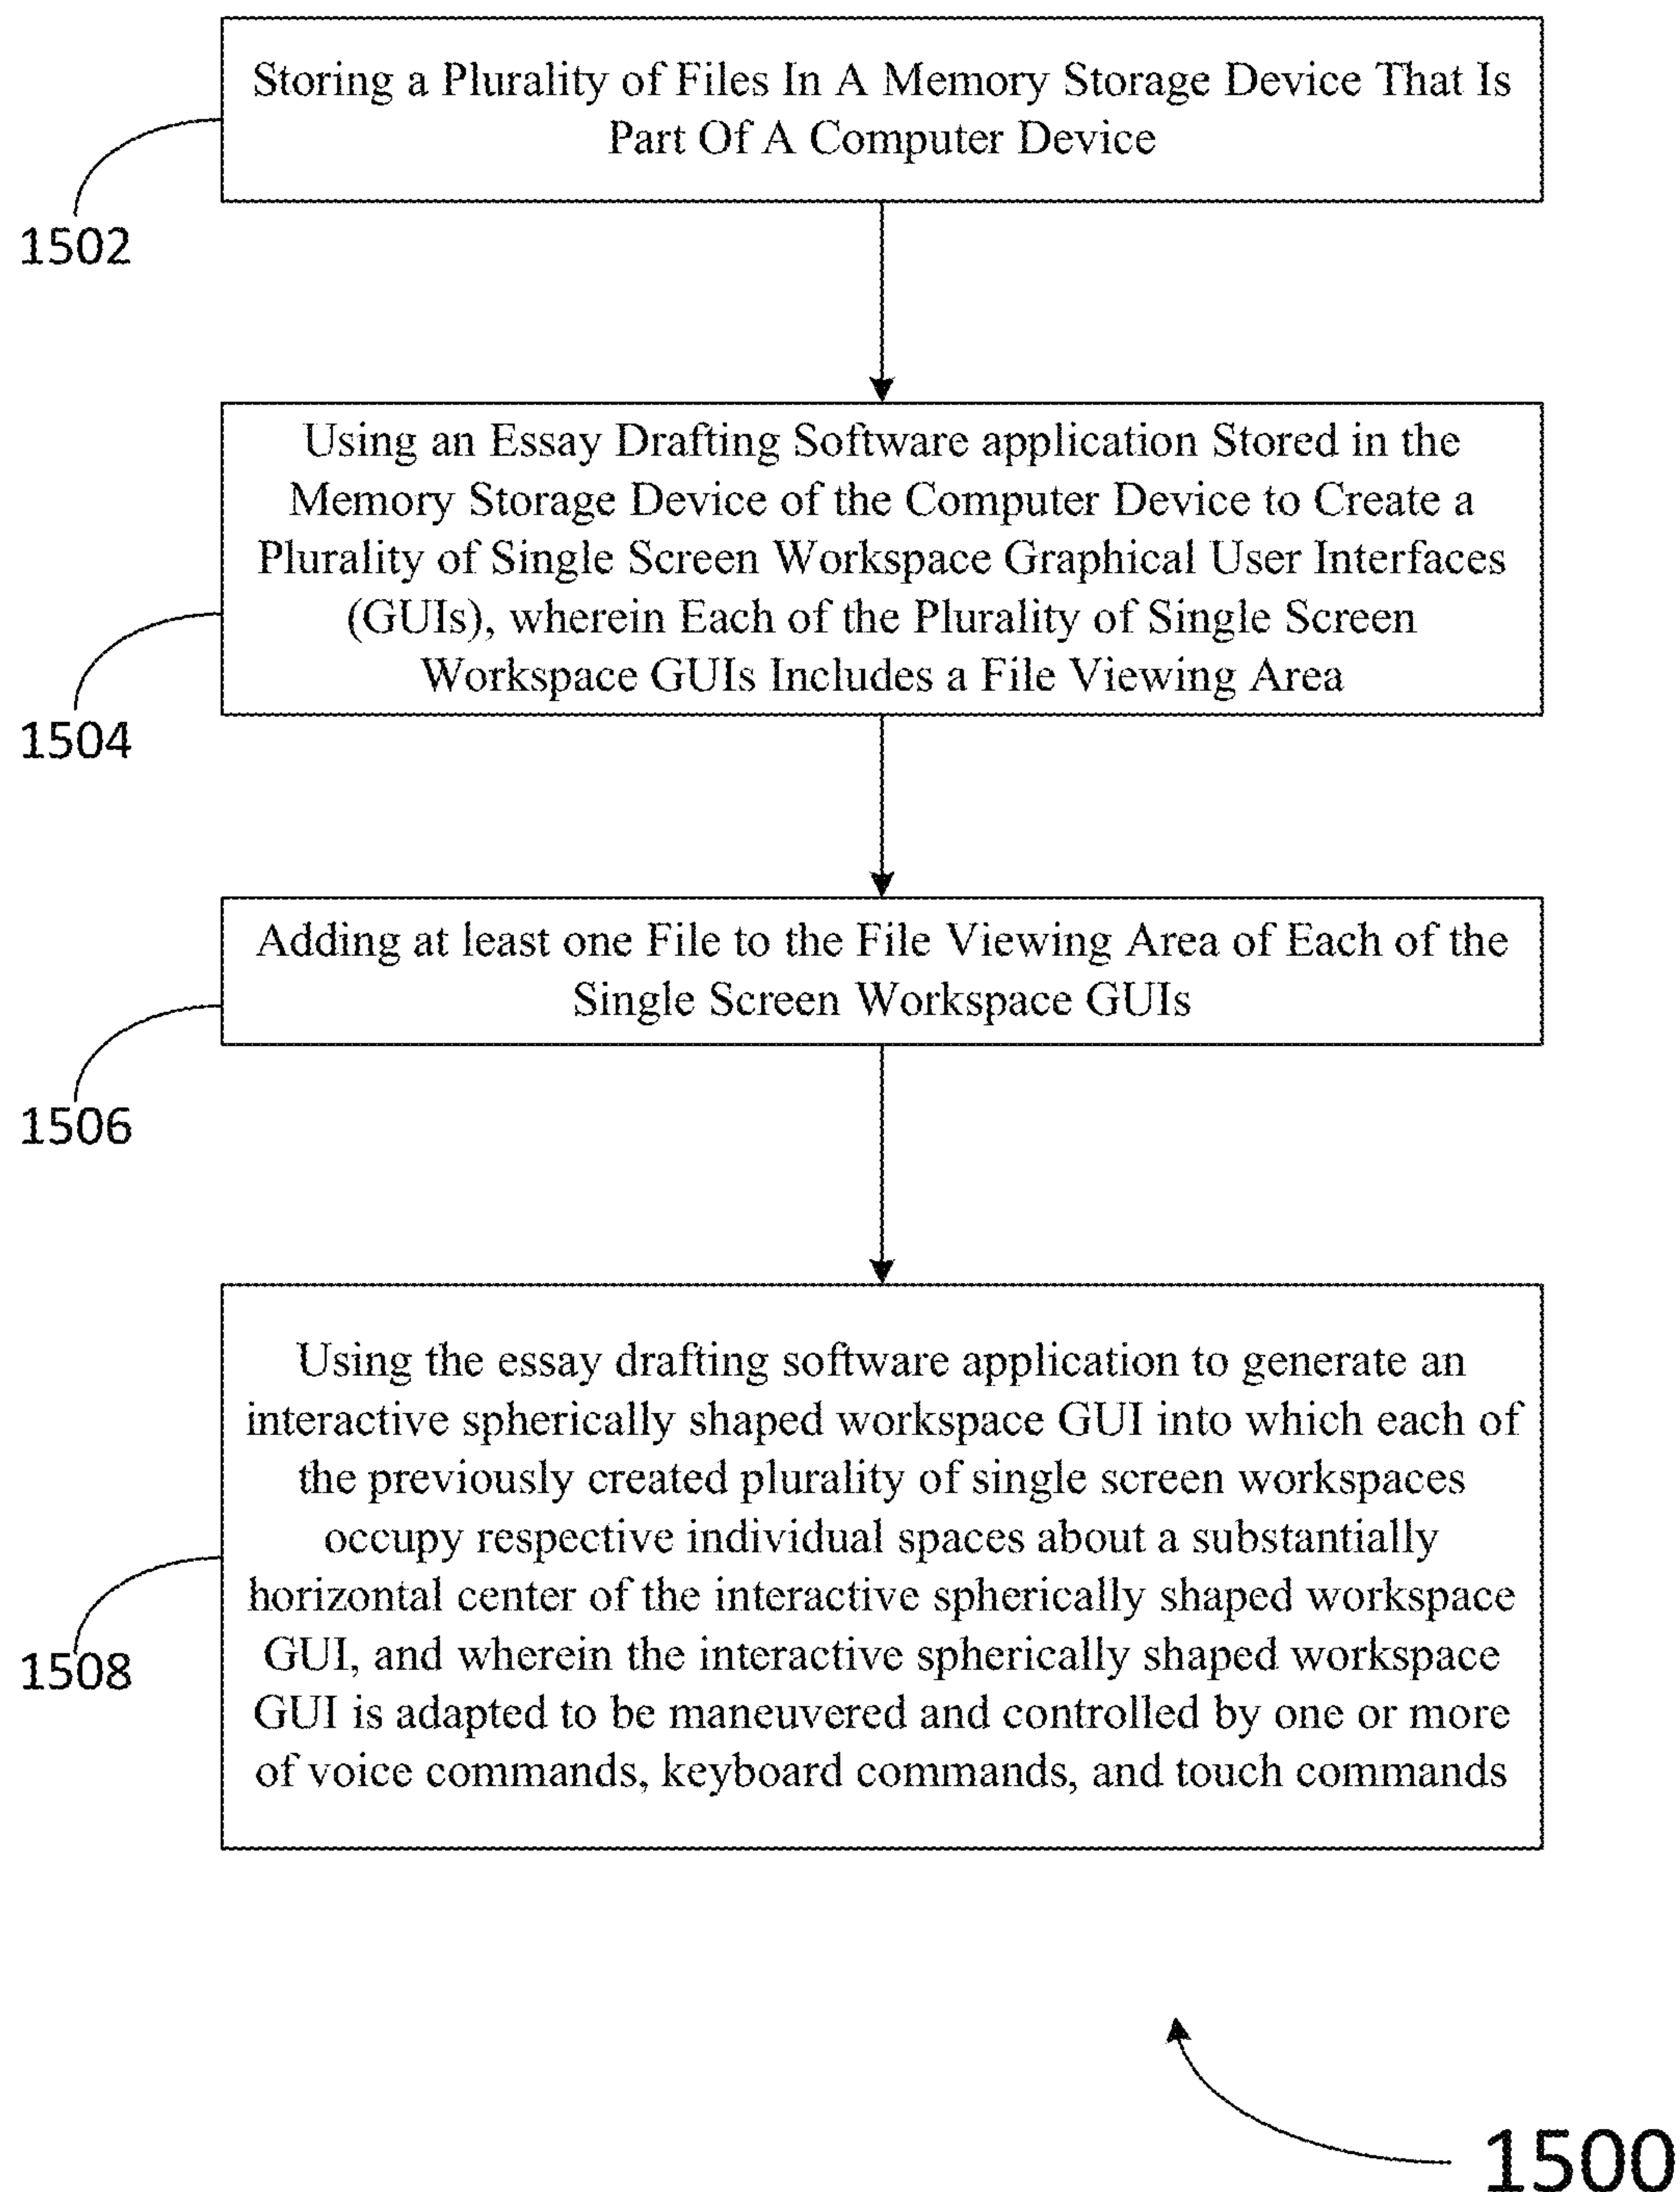 Storing a Plurality of Files In A Memory Storage Device That Is
Part Of A Computer Device
1502
Using an Essay Drafting Software application Stored in the
Memory Storage Device of the Computer Device to Create a
Plurality of Single Screen Workspace Graphical User Interfaces
(GUIs), wherein Each of the Plurality of Single Screen
Workspace GUIs Includes a File Viewing Area
1504
Adding at least one File to the File Viewing Area of Each of the
Single Screen Workspace GUIs
1506
Using the essay drafting software application to generate an
interactive spherically shaped workspace GUI into which each of
the previously created plurality of single screen workspaces
occupy respective individual spaces about a substantially
horizontal center of the interactive spherically shaped workspace
GUI, and wherein the interactive spherically shaped workspace
GUI is adapted to be maneuvered and controlled by one or more
of voice commands, keyboard commands, and touch commands
1508
1500